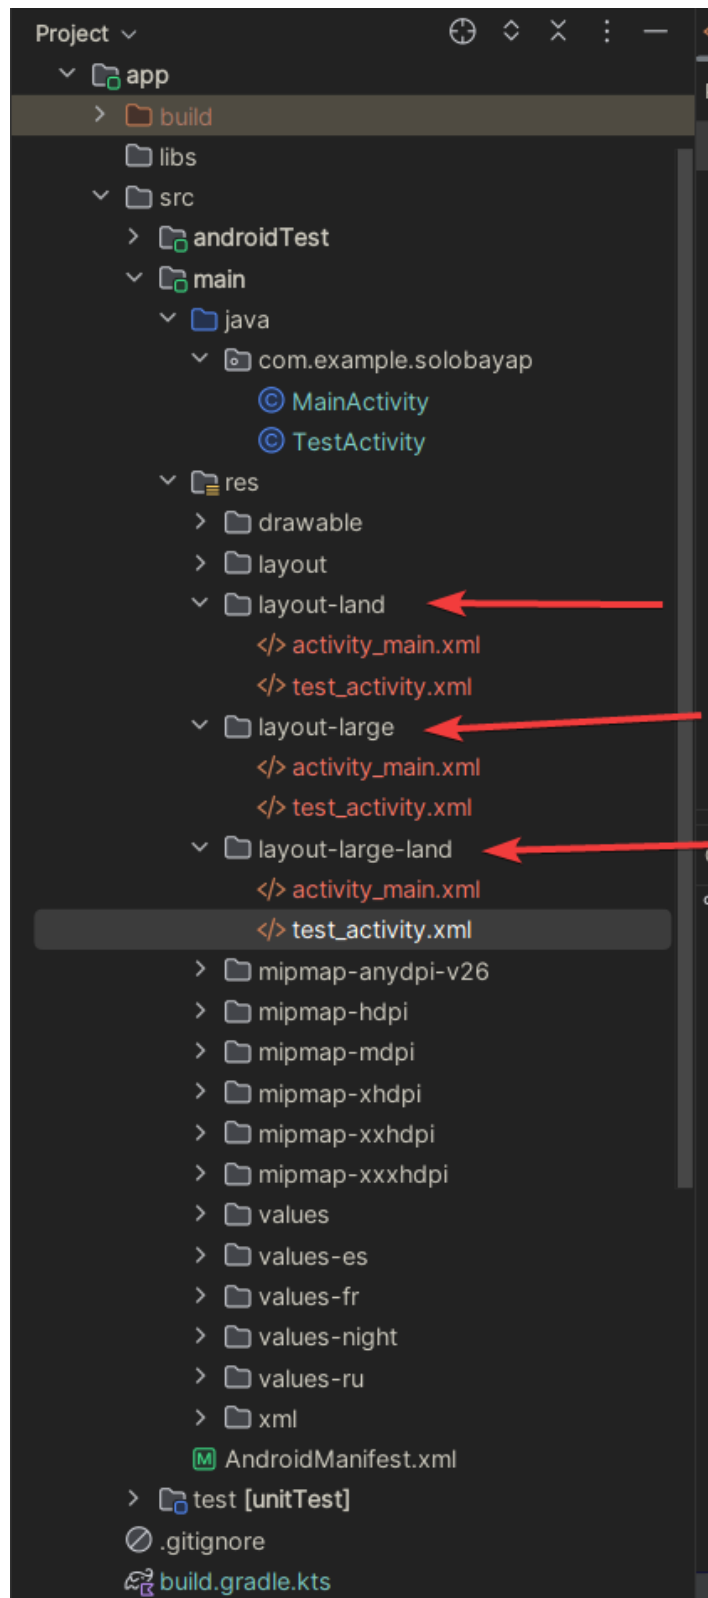 Project
app
build
libs
src
androidTest
main
java
com.example.solobayap
MainActivity
TestActivity
res
drawable
layout
layout-land
</> activity_main.xml
</> test_activity.xml
layout-large
</> activity_main.xml
</> test_activity.xml
layout-large-land
</> activity_main.xml
</> test_activity.xml
mipmap-anydpi-v26
mipmap-hdpi
mipmap-mdpi
mipmap-xhdpi
mipmap-xxhdpi
mipmap-xxxhdpi
values
values-es
values-fr
values-night
values-ru
xml
AndroidManifest.xml
test [unitTest]
.gitignore
build.gradle.kts